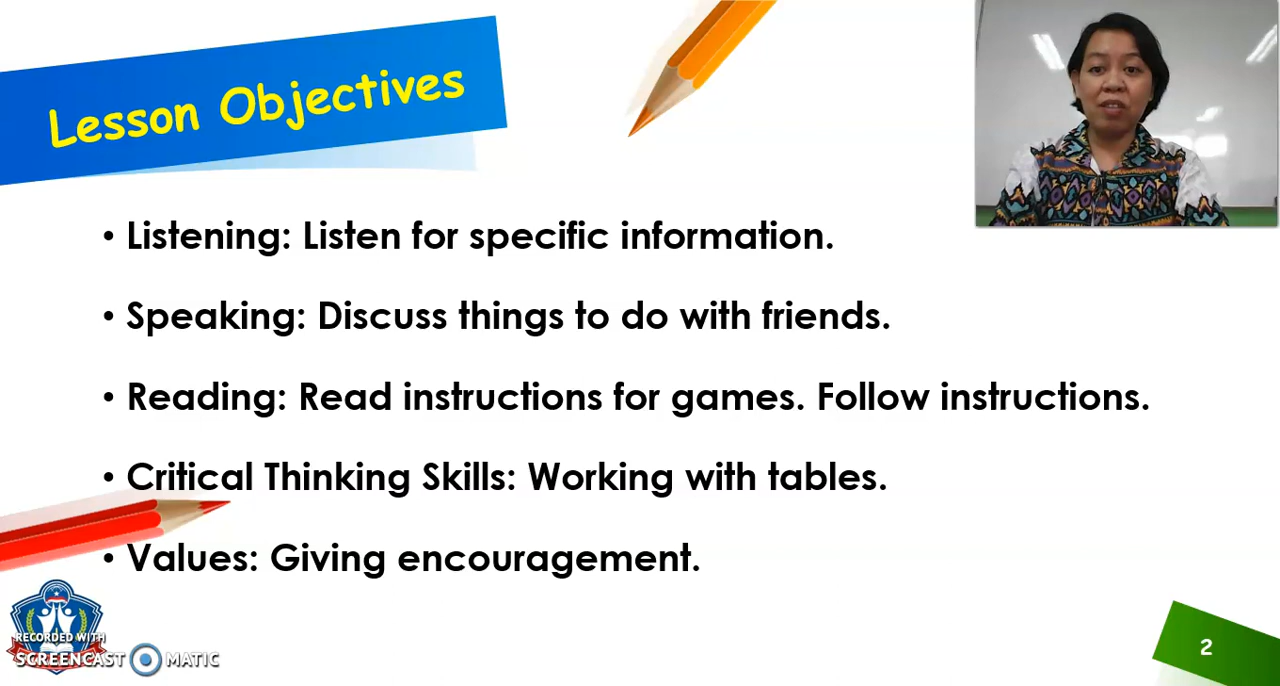 Lesson Objectives
• Listening: Listen for specific information.
• Speaking: Discuss things to do with friends.
• Reading: Read instructions for games. Follow instructions.
• Critical Thinking Skills: Working with tables.
• Values: Giving encouragement.
RECORDED WITH
SCREENCAST MATIC
2